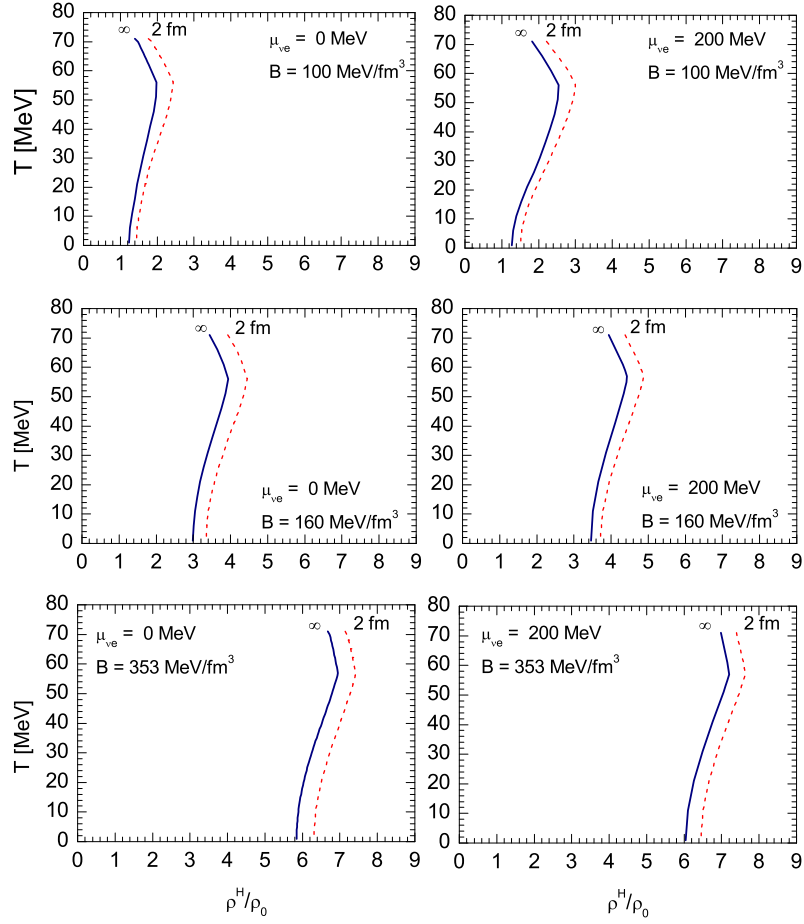 80
70
60
50
40
30
20
10
0
T [MeV]
∞ 2 fm
μνe = 0 MeV
B = 100 MeV/fm³
0 1 2 3 4 5 6 7 8 9
80
70
60
50
40
30
20
10
0
∞ 2 fm
μνe = 200 MeV
B = 100 MeV/fm³
0 1 2 3 4 5 6 7 8 9
80
70
60
50
40
30
20
10
0
T [MeV]
∞ 2 fm
μνe = 0 MeV
B = 160 MeV/fm³
0 1 2 3 4 5 6 7 8 9
80
70
60
50
40
30
20
10
0
∞ 2 fm
μνe = 200 MeV
B = 160 MeV/fm³
0 1 2 3 4 5 6 7 8 9
80
70
60
50
40
30
20
10
0
T [MeV]
∞ 2 fm
μνe = 0 MeV
B = 353 MeV/fm³
0 1 2 3 4 5 6 7 8 9
ρᴴ/ρ₀
80
70
60
50
40
30
20
10
0
∞ 2 fm
μνe = 200 MeV
B = 353 MeV/fm³
0 1 2 3 4 5 6 7 8 9
ρᴴ/ρ₀